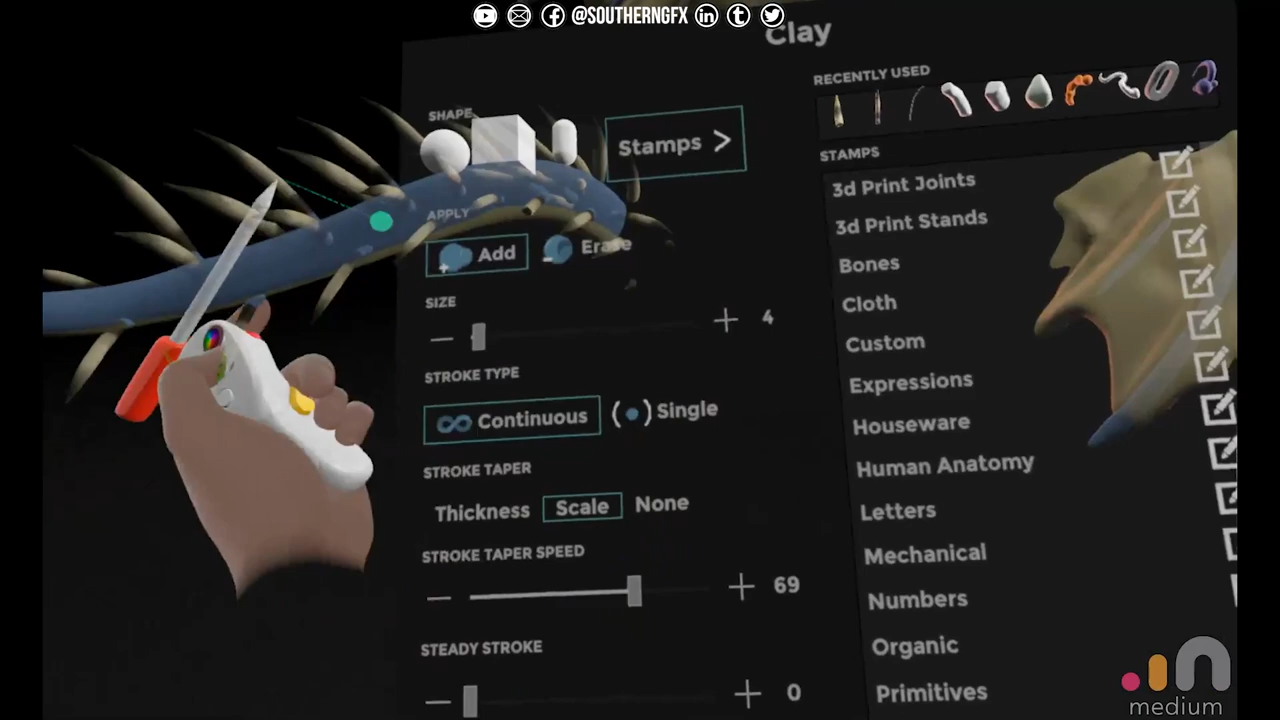 @SOUTHERNGFX
Clay
SHAPE
Stamps >
APPLY
Add
Erase
SIZE
4
STROKE TYPE
Continuous
Single
STROKE TAPER
Thickness
Scale
None
STROKE TAPER SPEED
69
STEADY STROKE
0
RECENTLY USED
STAMPS
3d Print Joints
3d Print Stands
Bones
Cloth
Custom
Expressions
Houseware
Human Anatomy
Letters
Mechanical
Numbers
Organic
Primitives
medium